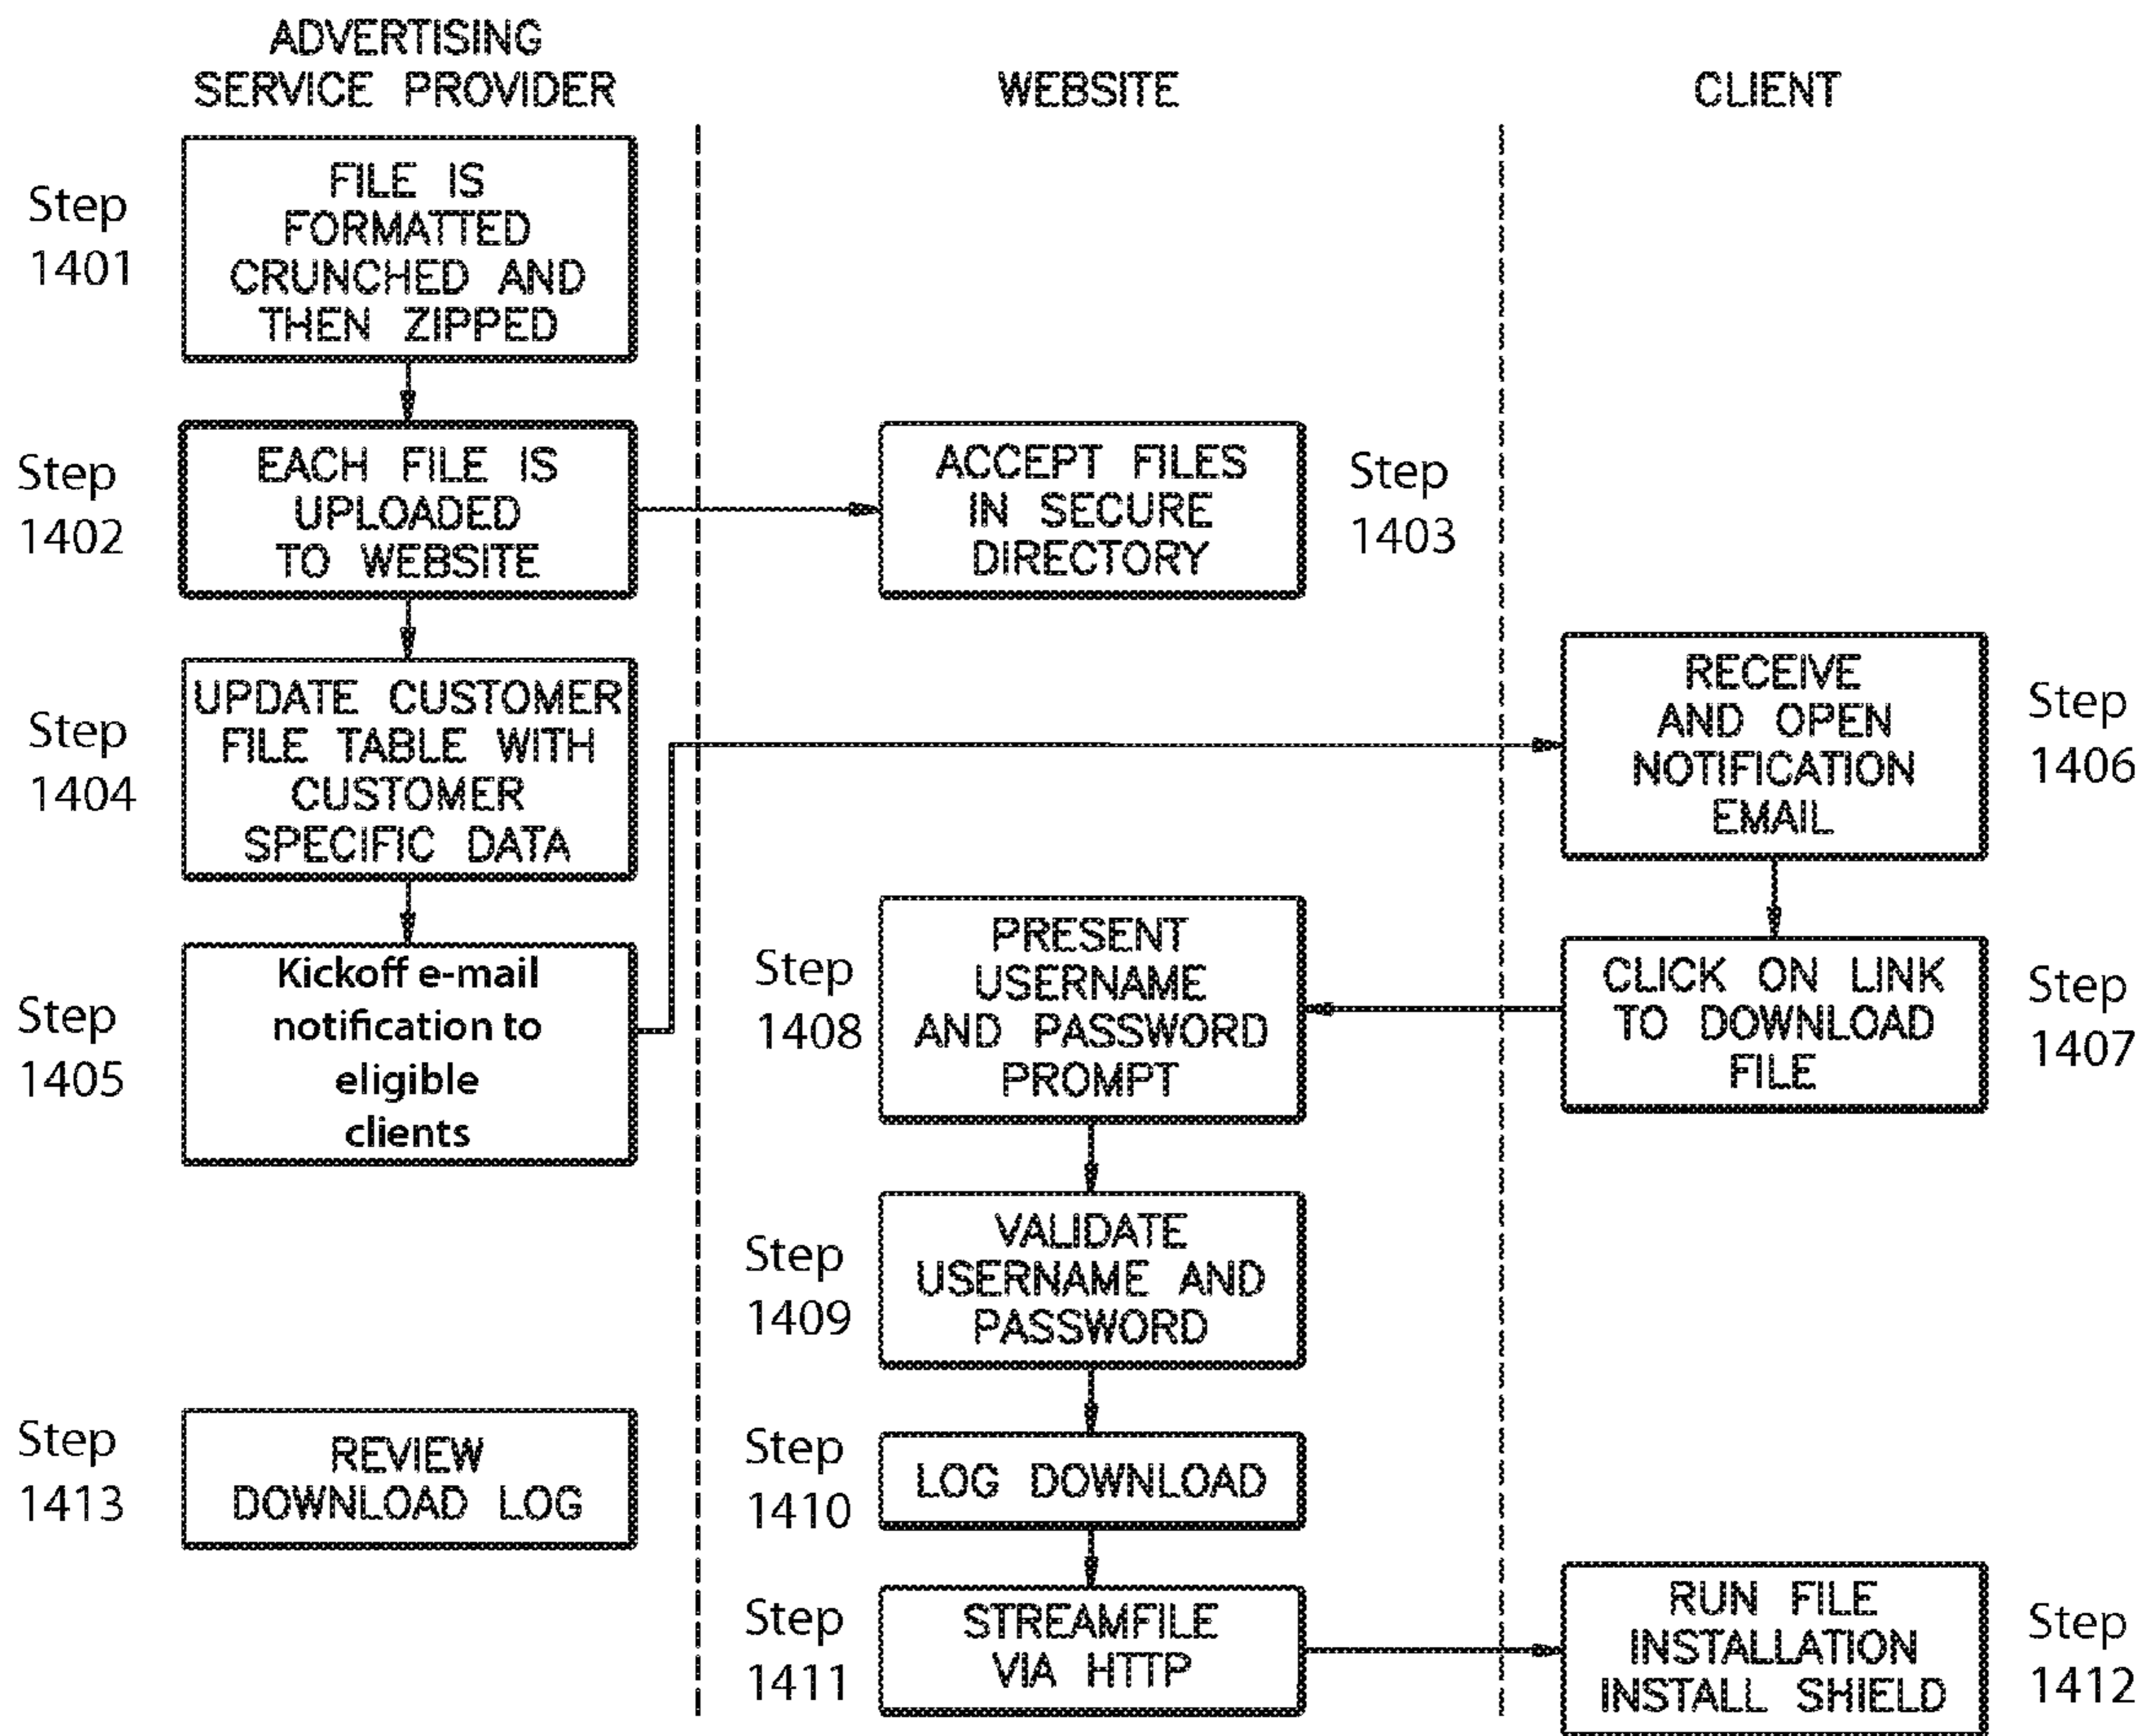 ADVERTISING
SERVICE PROVIDER
WEBSITE
CLIENT
Step
1401
FILE IS
FORMATTED
CRUNCHED AND
THEN ZIPPED
Step
1402
EACH FILE IS
UPLOADED
TO WEBSITE
ACCEPT FILES
IN SECURE
DIRECTORY
Step
1403
Step
1404
UPDATE CUSTOMER
FILE TABLE WITH
CUSTOMER
SPECIFIC DATA
Step
1405
Kickoff e-mail
notification to
eligible
clients
RECEIVE
AND OPEN
NOTIFICATION
EMAIL
Step
1406
CLICK ON LINK
TO DOWNLOAD
FILE
Step
1407
Step
1408
PRESENT
USERNAME
AND PASSWORD
PROMPT
Step
1409
VALIDATE
USERNAME AND
PASSWORD
Step
1410
LOG DOWNLOAD
Step
1411
STREAMFILE
VIA HTTP
RUN FILE
INSTALLATION
INSTALL SHIELD
Step
1412
Step
1413
REVIEW
DOWNLOAD LOG